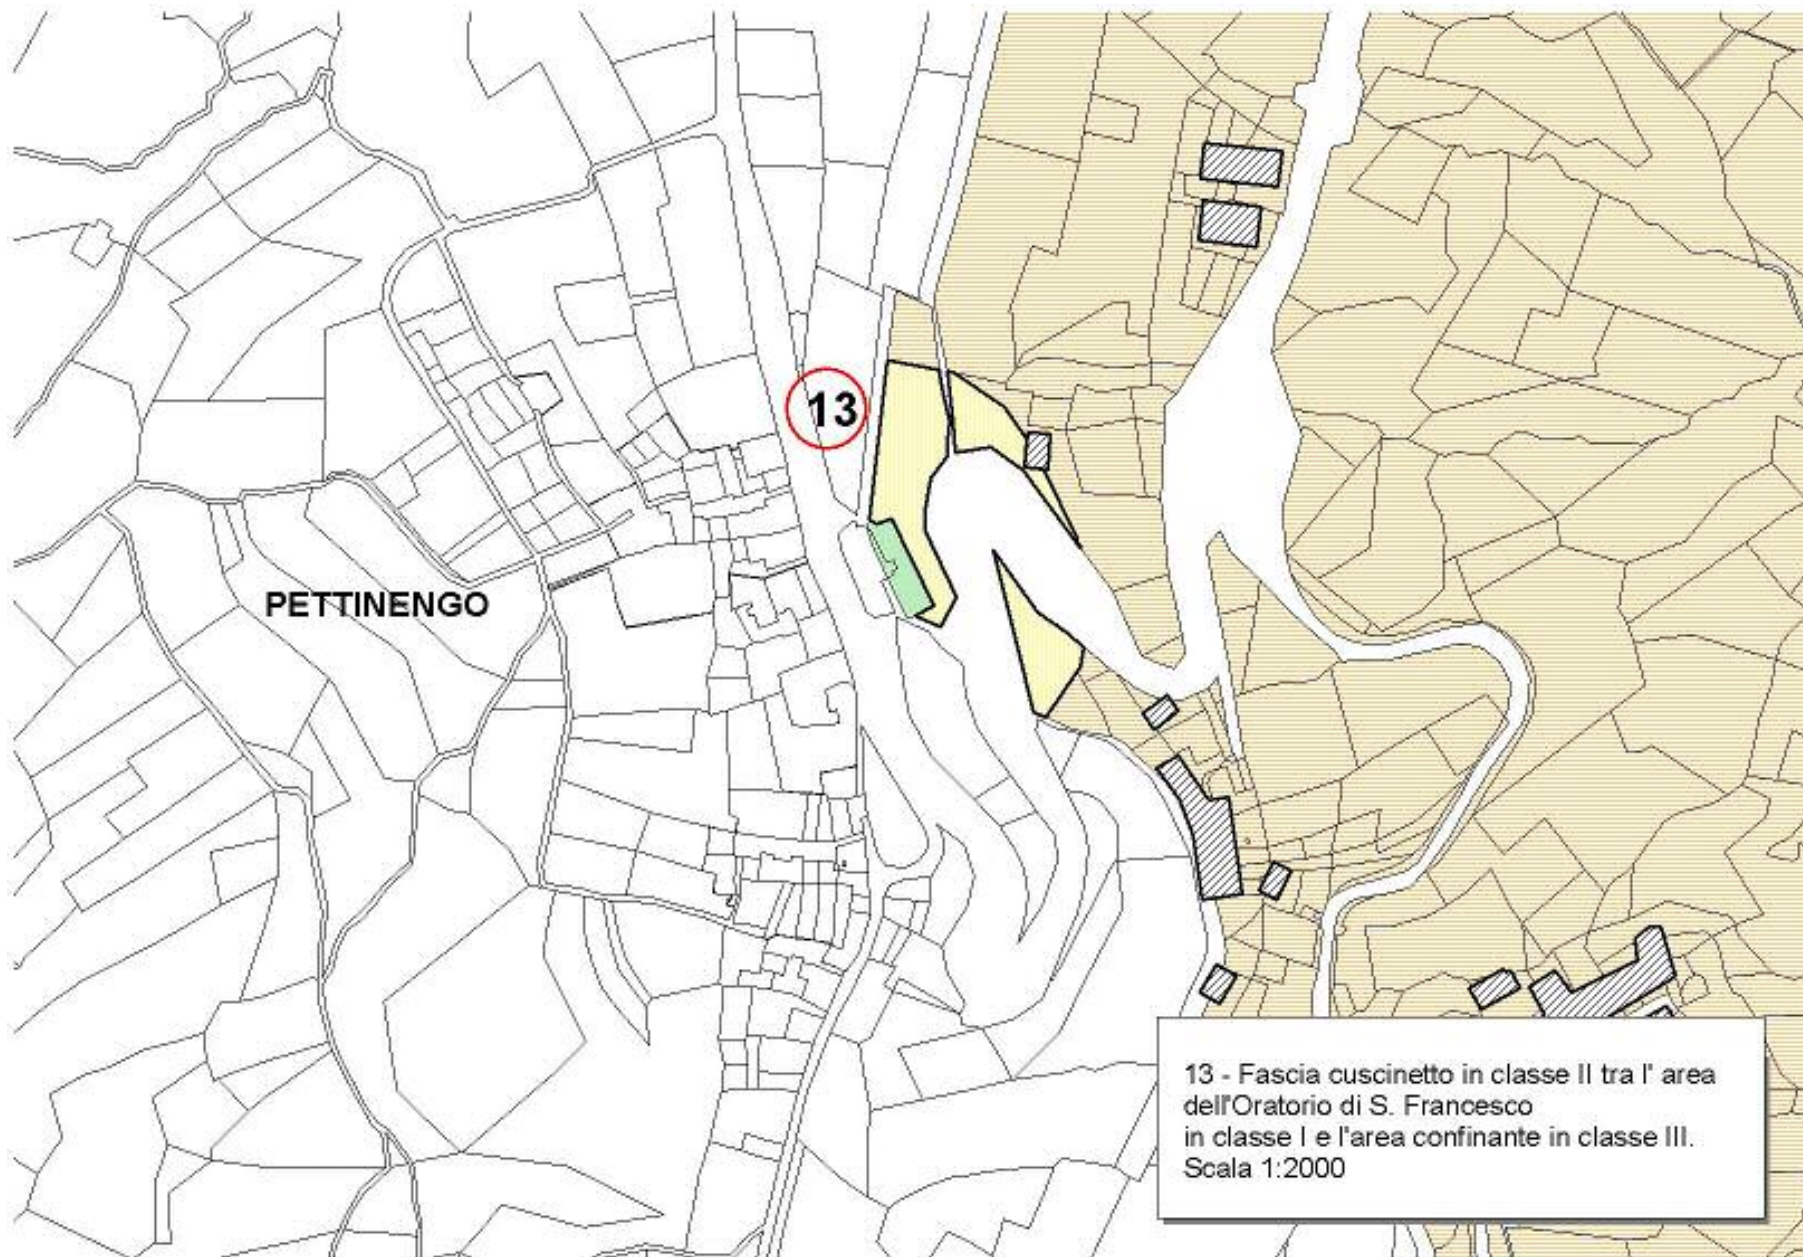 13
PETTINENGO
13 - Fascia cuscinetto in classe II tra l' area
dell'Oratorio di S. Francesco
in classe I e l'area confinante in classe III.
Scala 1:2000